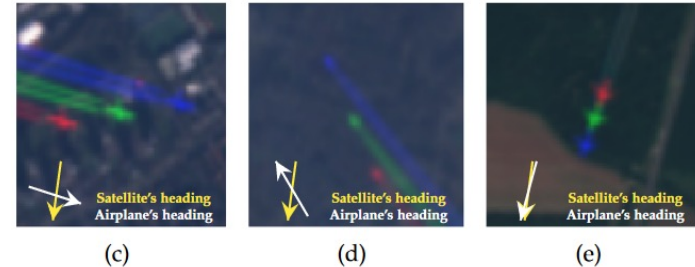 Satellite's heading
Airplane's heading
Satellite's heading
Airplane's heading
Satellite's heading
Airplane's heading
(c)
(d)
(e)